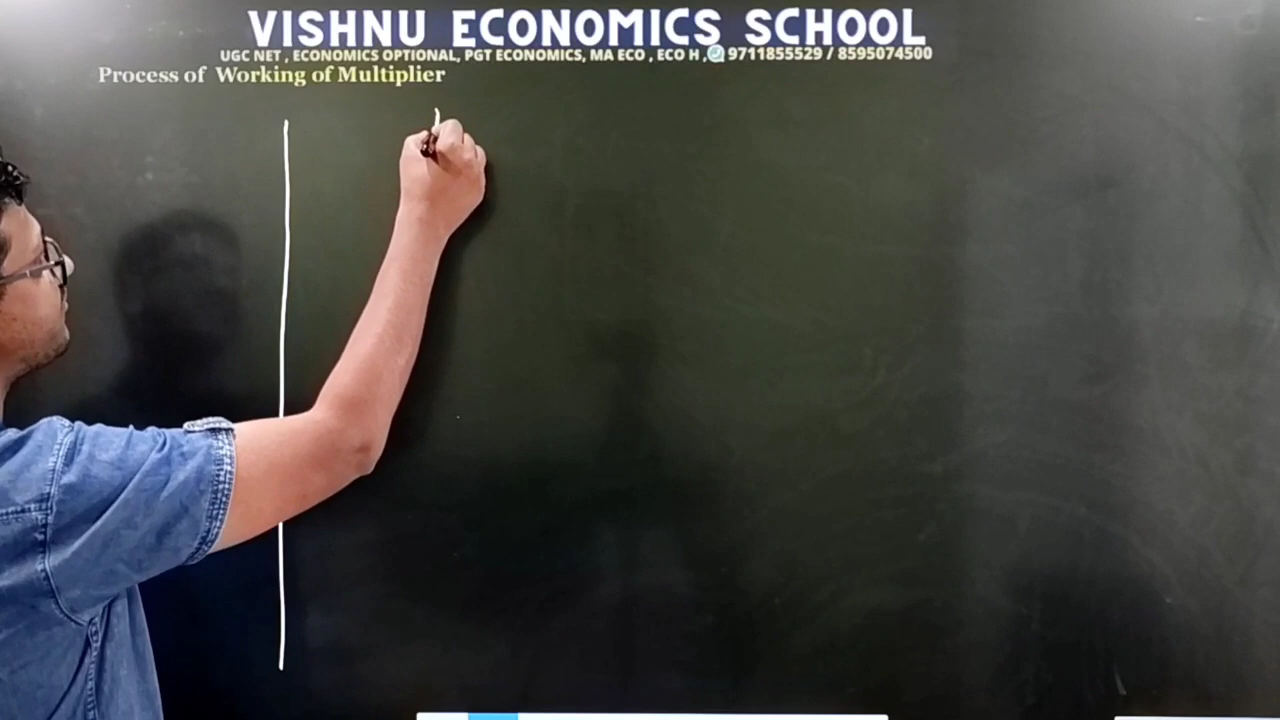 VISHNU ECONOMICS SCHOOL
UGC NET , ECONOMICS OPTIONAL, PGT ECONOMICS, MA ECO , ECO H , 9711855529 / 8595074500
Process of Working of Multiplier